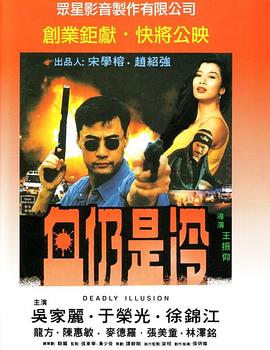 眾星影音製作有限公司
創業鉅獻·快將公映
出品人:宋學榕·趙紹強
血仍是冷
導演 王振仰
DEADLY ILLUSION
主演
吳家麗·于榮光·徐錦江
龍方·陳惠敏·麥德羅·張美童·林澤銘